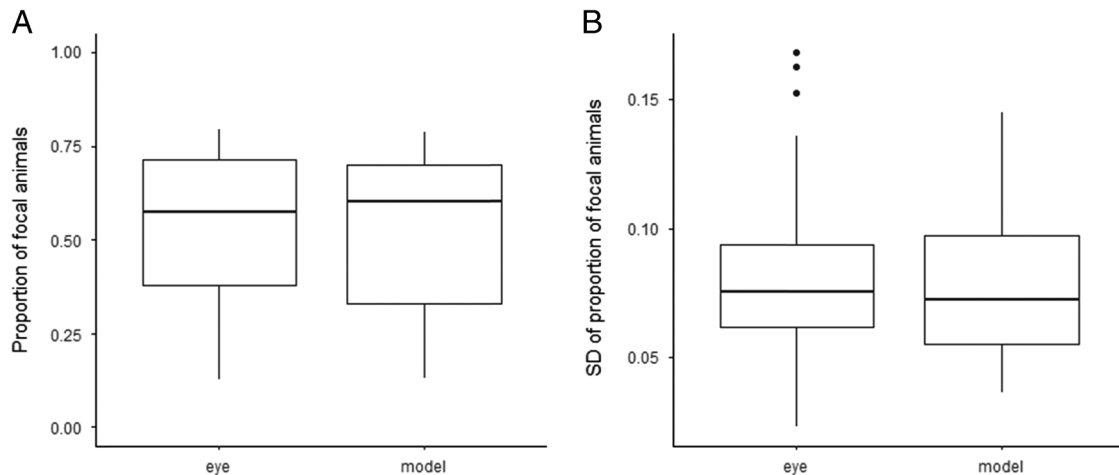 A
Proportion of focal animals
1.00
0.75
0.50
0.25
0.00
eye
model
B
SD of proportion of focal animals
0.15
0.10
0.05
eye
model